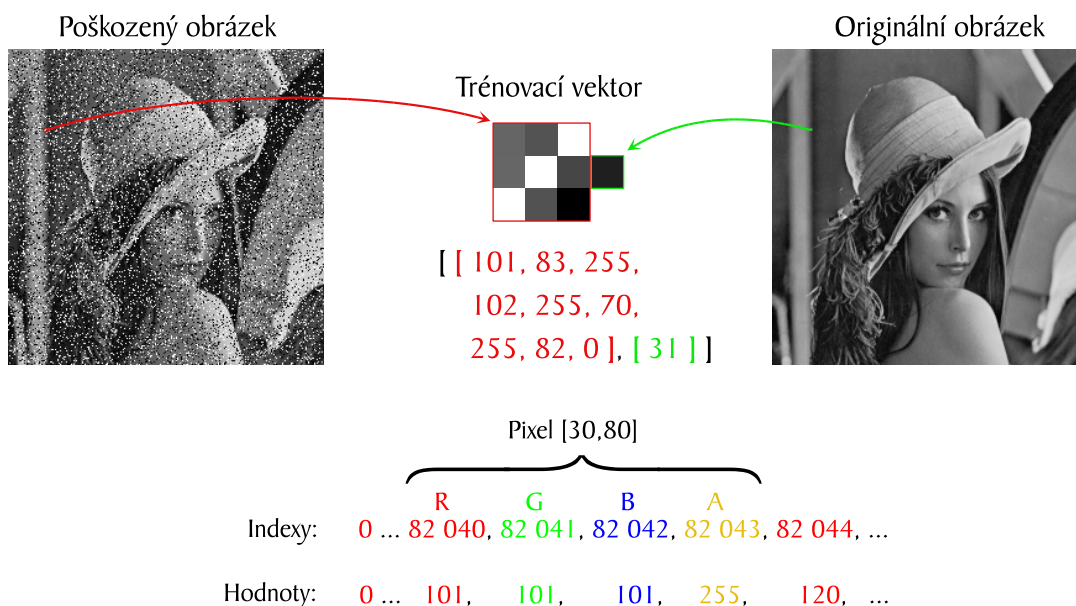 Poškozený obrázek
Originální obrázek
Trénovací vektor
[ [ 101, 83, 255,
102, 255, 70,
255, 82, 0 ], [ 31 ] ]
Pixel [30,80]
R G B A
Indexy: 0 ... 82 040, 82 041, 82 042, 82 043, 82 044, ...
Hodnoty: 0 ... 101, 101, 101, 255, 120, ...